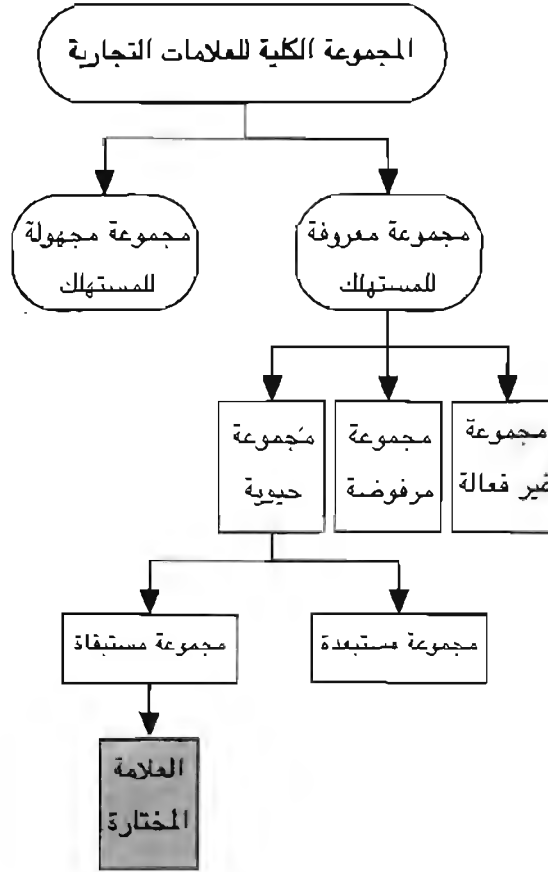 المجموعة الكلية للعلامات التجارية
مجموعة معروفة
للمستهلك
مجموعة مجهولة
للمستهلك
مجموعة
غير فعالة
مجموعة
مرفوضة
مجموعة
حيوية
مجموعة مستبعدة
مجموعة مستبقاة
العلامة
المختارة